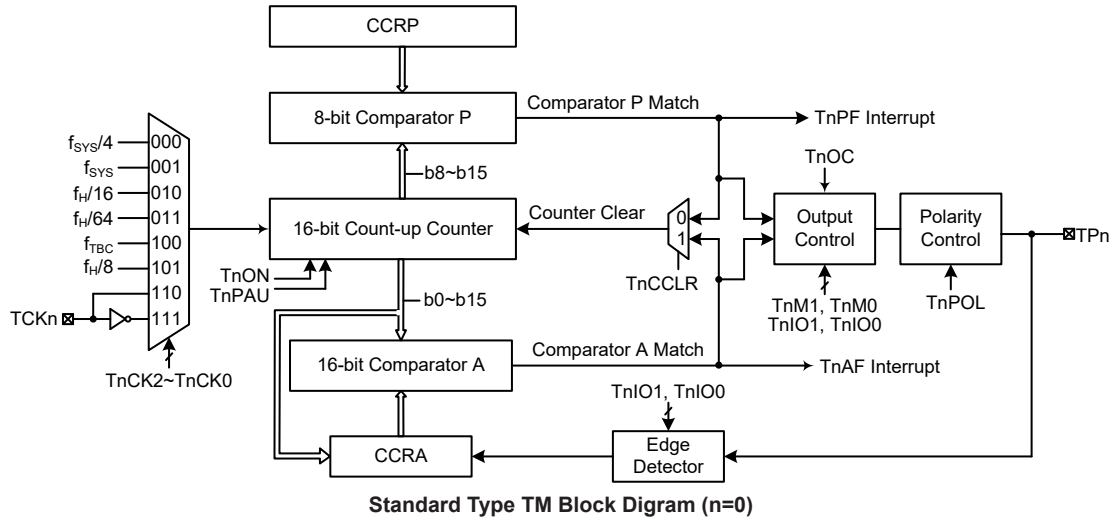 CCRP
8-bit Comparator P
Comparator P Match
TnPF Interrupt
b8~b15
fSYS/4
000
fSYS
001
fH/16
010
fH/64
011
fTBC
100
fH/8
101
110
111
TCKn
TnCK2~TnCK0
16-bit Count-up Counter
TnON
TnPAU
Counter Clear
0
1
TnCCLR
TnOC
Output
Control
Polarity
Control
TPn
TnM1, TnM0
TnIO1, TnIO0
TnPOL
b0~b15
16-bit Comparator A
Comparator A Match
TnAF Interrupt
TnIO1, TnIO0
CCRA
Edge
Detector
Standard Type TM Block Digram (n=0)